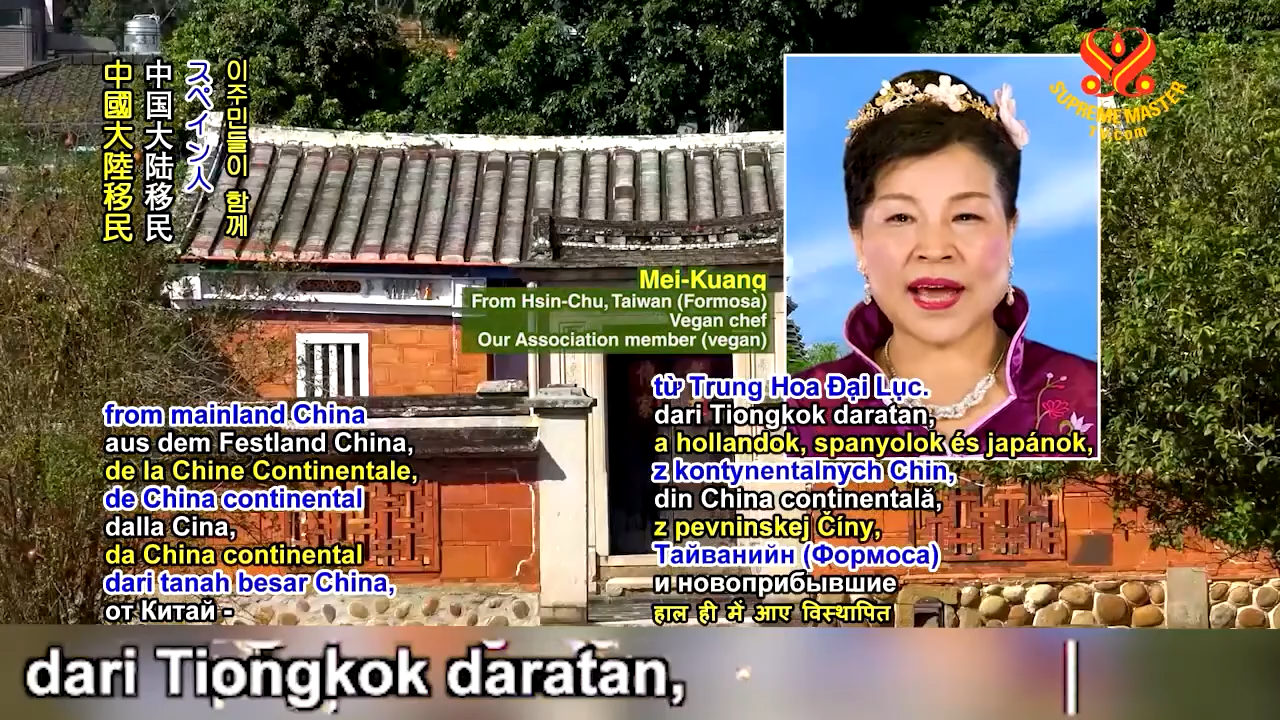 中國大陸移民
中国大陆移民
スペイン人
이주민들이 함께
SUPREME MASTER
TV.com
Mei-Kuang
From Hsin-Chu, Taiwan (Formosa)
Vegan chef
Our Association member (vegan)
from mainland China
aus dem Festland China,
de la Chine Continentale,
de China continental
dalla Cina,
da China continental
dari tanah besar China,
от Китай -
từ Trung Hoa Đại Lục.
dari Tiongkok daratan,
a hollandok, spanyolok és japánok,
z kontynentalnych Chin,
din China continentală,
z pevninskej Číny,
Тайванийн (Формоса)
и новоприбывшие
हाल ही में आए विस्थापित
dari Tiongkok daratan,